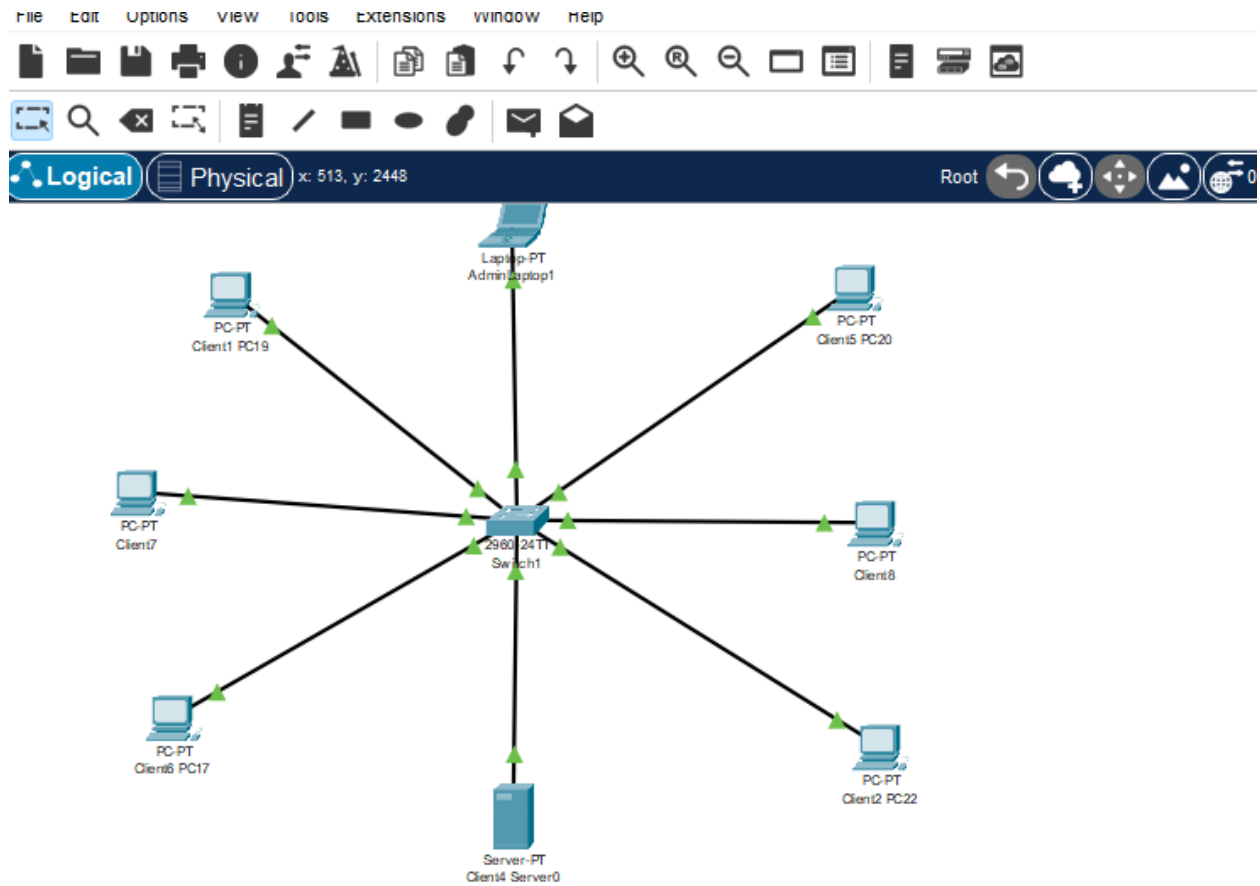 File Edit Options View Tools Extensions Window Help
Logical Physical x: 513, y: 2448 Root 0
Laptop-PT
AdminLaptop1
PC-PT
Client1 PC19
PC-PT
Client5 PC20
PC-PT
Client7
2960-24TT
Switch1
PC-PT
Client8
PC-PT
Client6 PC17
PC-PT
Client2 PC22
Server-PT
Client4 Server0